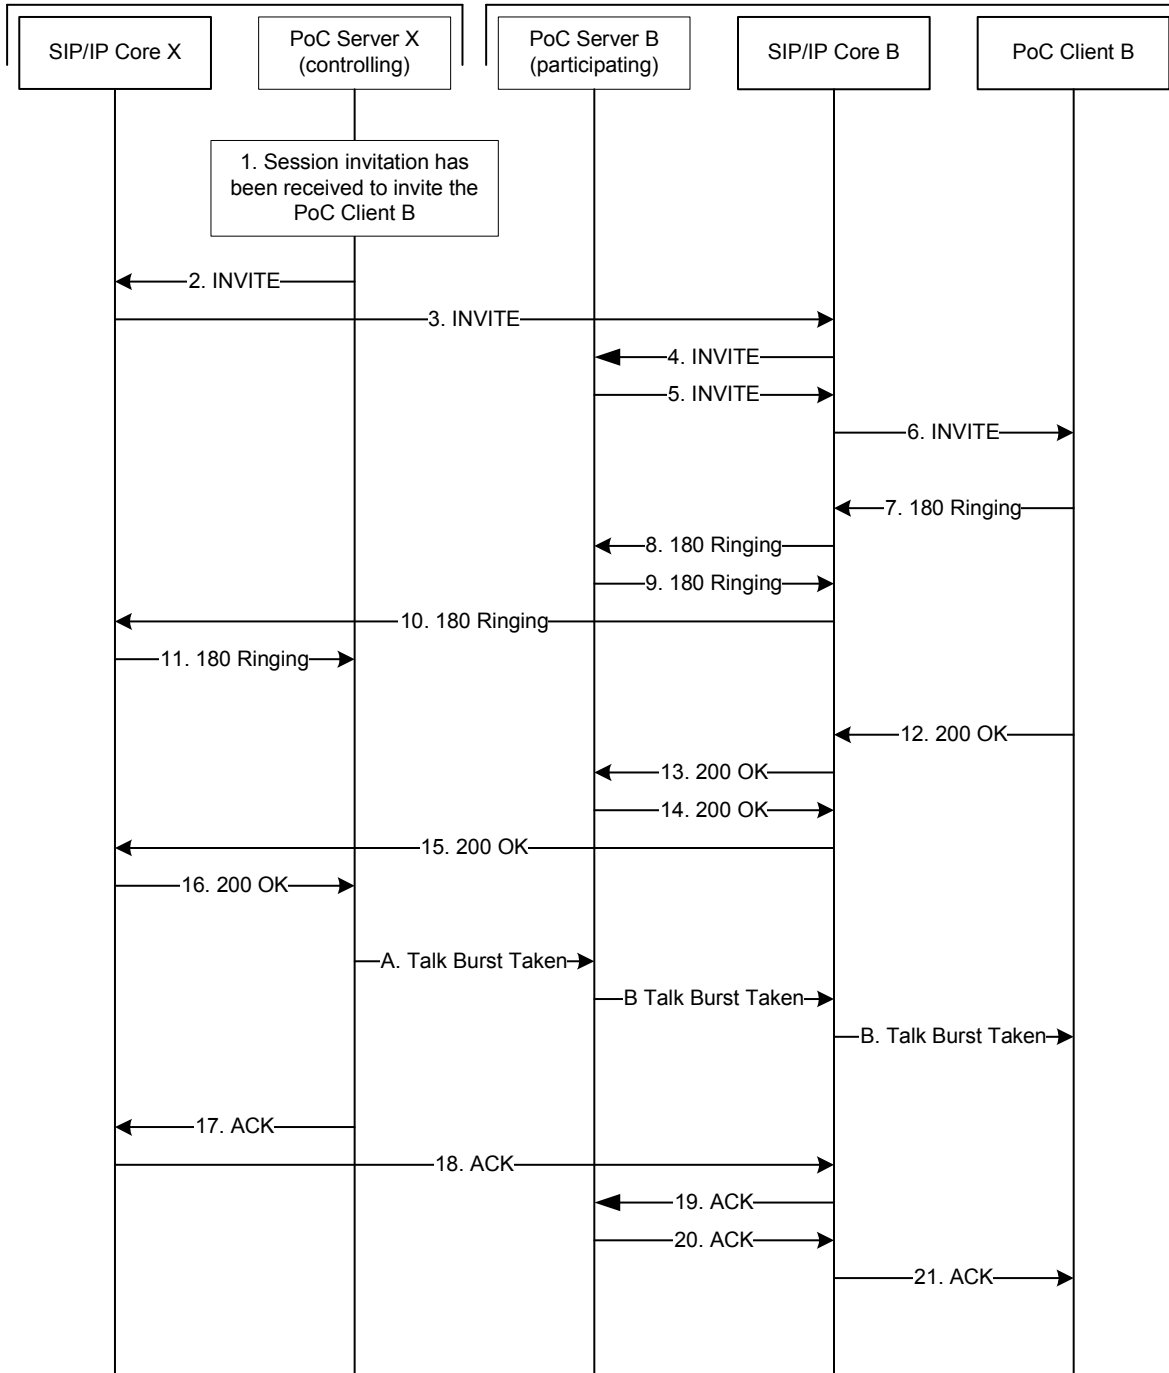 SIP/IP Core X
PoC Server X
(controlling)
PoC Server B
(participating)
SIP/IP Core B
PoC Client B
1. Session invitation has
been received to invite the
PoC Client B
2. INVITE
3. INVITE
4. INVITE
5. INVITE
6. INVITE
7. 180 Ringing
8. 180 Ringing
9. 180 Ringing
10. 180 Ringing
11. 180 Ringing
12. 200 OK
13. 200 OK
14. 200 OK
15. 200 OK
16. 200 OK
A. Talk Burst Taken
B Talk Burst Taken
B. Talk Burst Taken
17. ACK
18. ACK
19. ACK
20. ACK
21. ACK